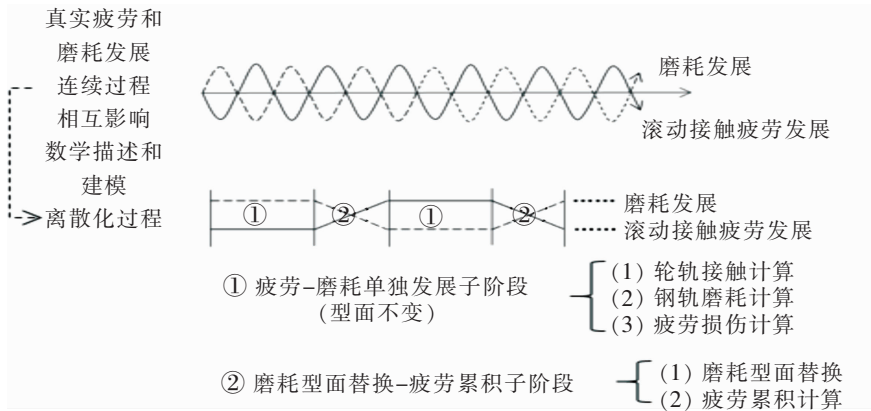 真实疲劳和
磨耗发展
连续过程
相互影响
数学描述和
建模
离散化过程
磨耗发展
滚动接触疲劳发展
① ② ① ②
磨耗发展
滚动接触疲劳发展
① 疲劳-磨耗单独发展子阶段
(型面不变)
(1) 轮轨接触计算
(2) 钢轨磨耗计算
(3) 疲劳损伤计算
② 磨耗型面替换-疲劳累积子阶段
(1) 磨耗型面替换
(2) 疲劳累积计算